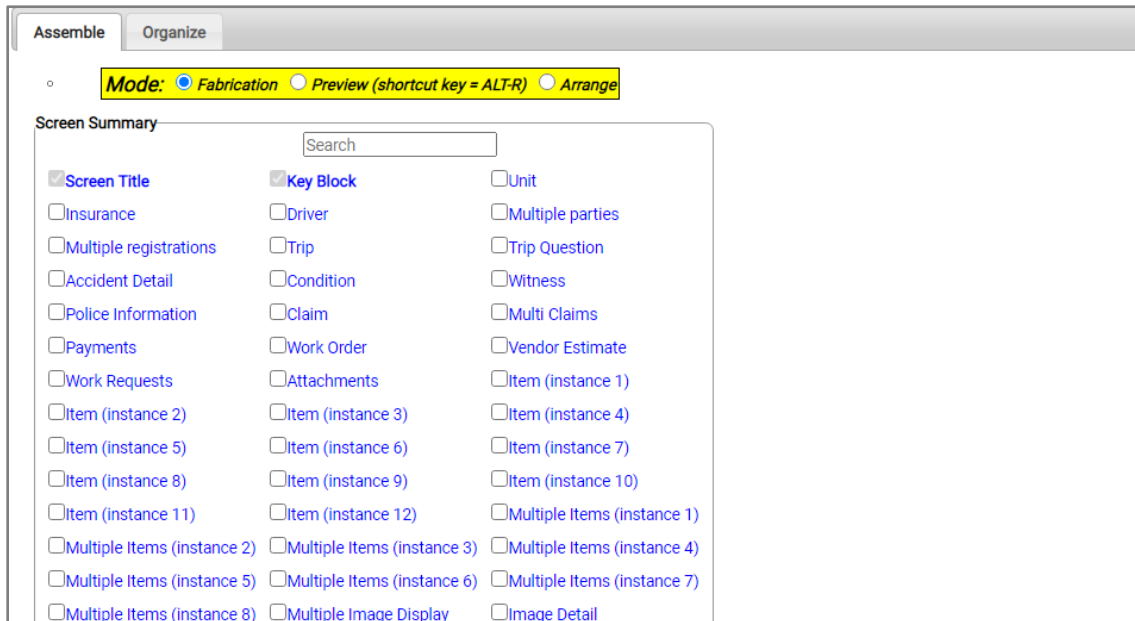 Assemble Organize
Mode: Fabrication Preview (shortcut key = ALT-R) Arrange
Screen Summary
Search
Screen Title Key Block Unit
Insurance Driver Multiple parties
Multiple registrations Trip Trip Question
Accident Detail Condition Witness
Police Information Claim Multi Claims
Payments Work Order Vendor Estimate
Work Requests Attachments Item (instance 1)
Item (instance 2) Item (instance 3) Item (instance 4)
Item (instance 5) Item (instance 6) Item (instance 7)
Item (instance 8) Item (instance 9) Item (instance 10)
Item (instance 11) Item (instance 12) Multiple Items (instance 1)
Multiple Items (instance 2) Multiple Items (instance 3) Multiple Items (instance 4)
Multiple Items (instance 5) Multiple Items (instance 6) Multiple Items (instance 7)
Multiple Items (instance 8) Multiple Image Display Image Detail